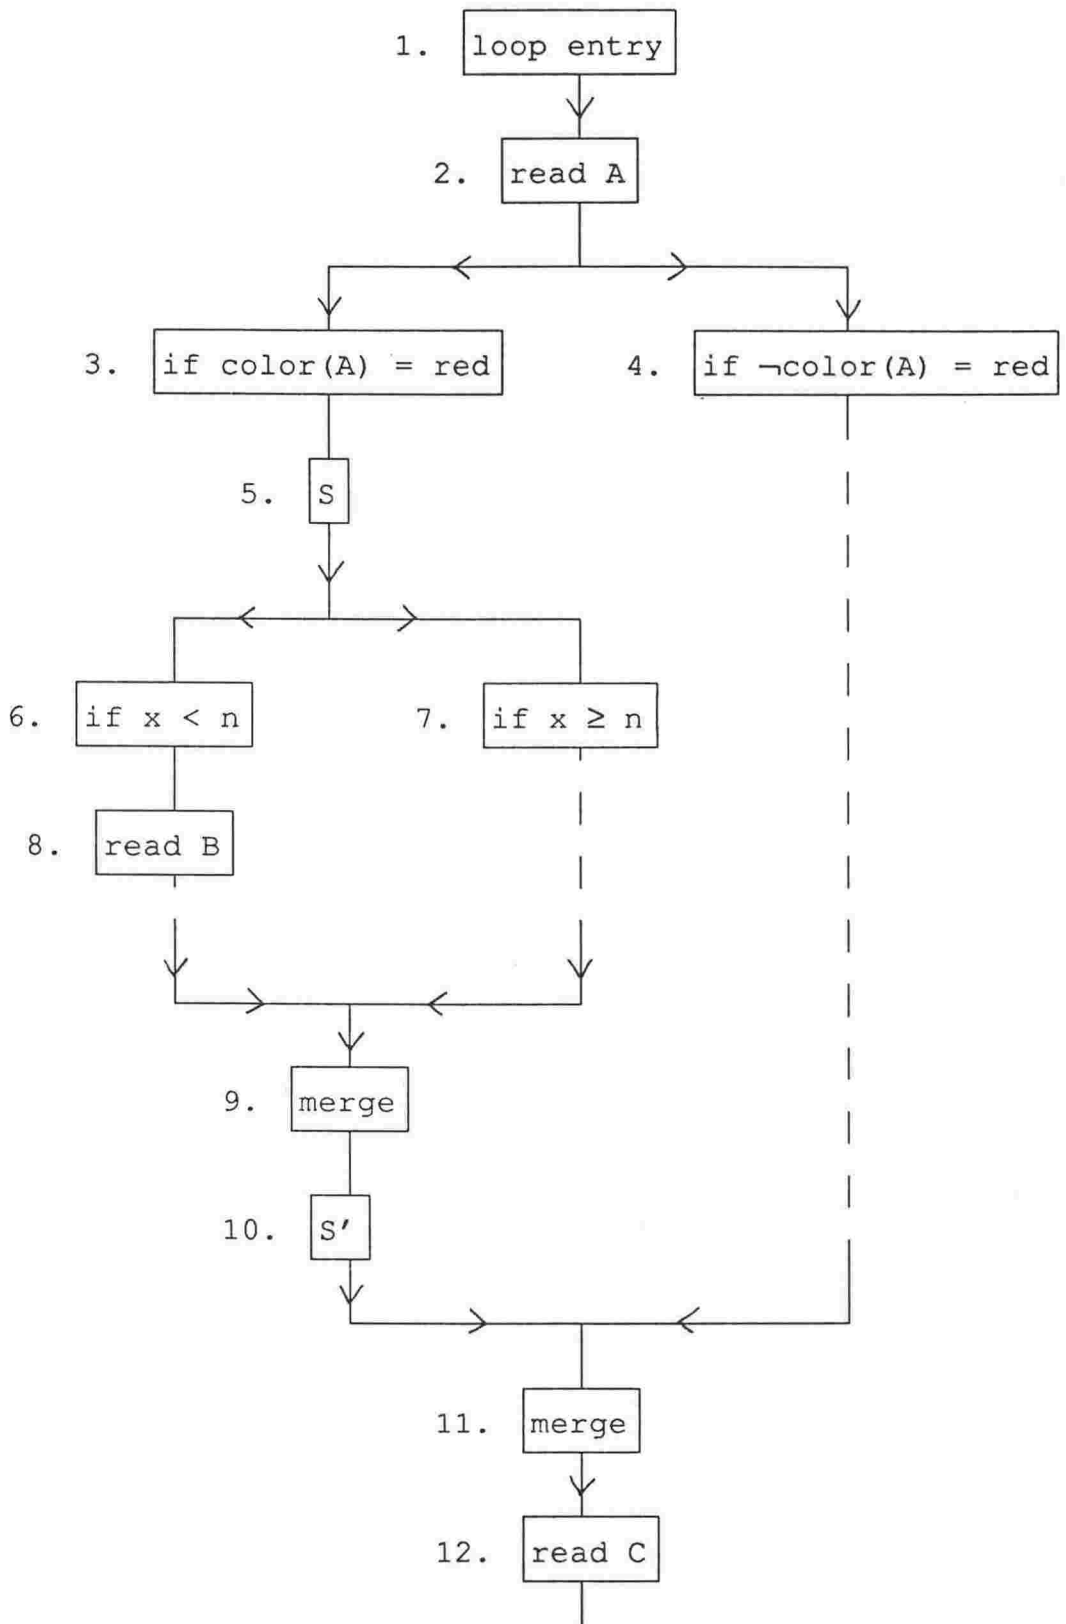 1. loop entry
2. read A
3. if color(A) = red
4. if ¬color(A) = red
5. S
6. if x < n
7. if x ≥ n
8. read B
9. merge
10. S′
11. merge
12. read C